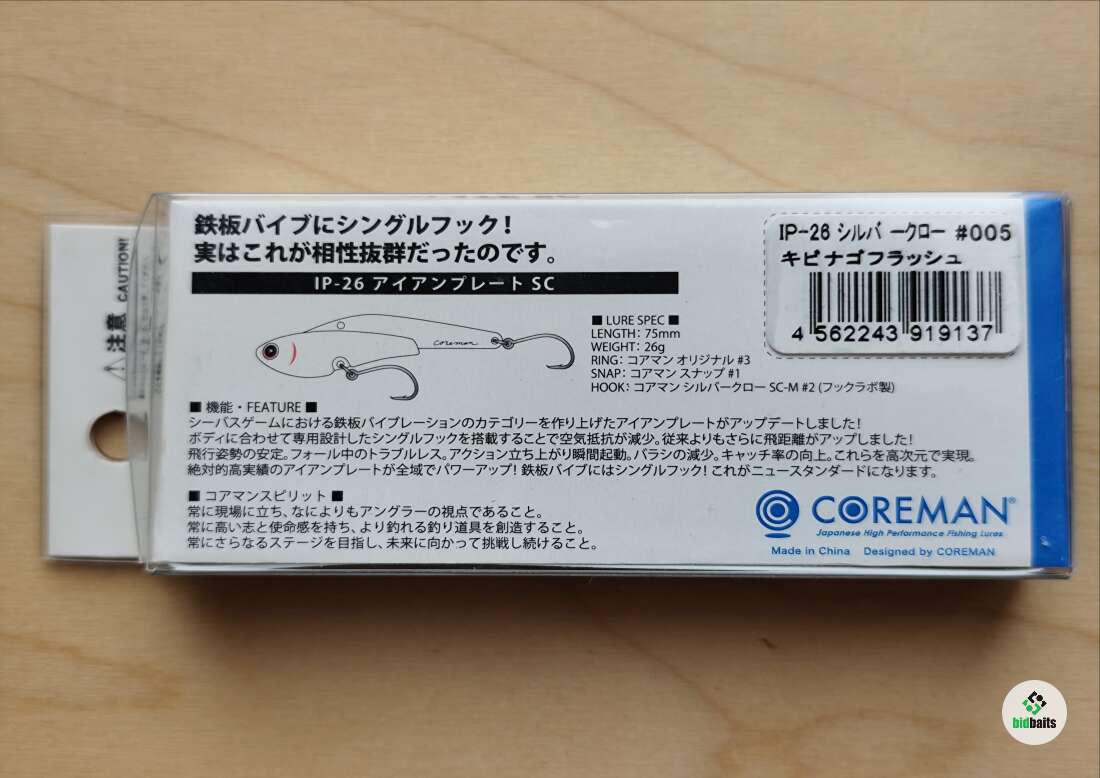 鉄板バイブにシングルフック！
実はこれが相性抜群だったのです。
IP-26 アイアンプレート SC
IP-26 シルバークロー #005
キビナゴフラッシュ
4 562243 919137
coreman
■ LURE SPEC ■
LENGTH: 75mm
WEIGHT: 26g
RING: コアマン オリジナル #3
SNAP: コアマン スナップ #1
HOOK: コアマン シルバークロー SC-M #2 (フックラボ製)
■ 機能・FEATURE ■
シーバスゲームにおける鉄板バイブレーションのカテゴリーを作り上げたアイアンプレートがアップデートしました！
ボディに合わせて専用設計したシングルフックを搭載することで空気抵抗が減少。従来よりもさらに飛距離がアップしました！
飛行姿勢の安定。フォール中のトラブルレス。アクション立ち上がり瞬間起動。バラシの減少。キャッチ率の向上。これらを高次元で実現。
絶対的高実績のアイアンプレートが全域でパワーアップ！鉄板バイブにはシングルフック！これがニュースタンダードになります。
■ コアマンスピリット ■
常に現場に立ち、なによりもアングラーの視点であること。
常に高い志と使命感を持ち、より釣れる釣り道具を創造すること。
常にさらなるステージを目指し、未来に向かって挑戦し続けること。
COREMAN®
Japanese High Performance Fishing Lures
Made in China Designed by COREMAN
注意 CAUTION!
bidbaits